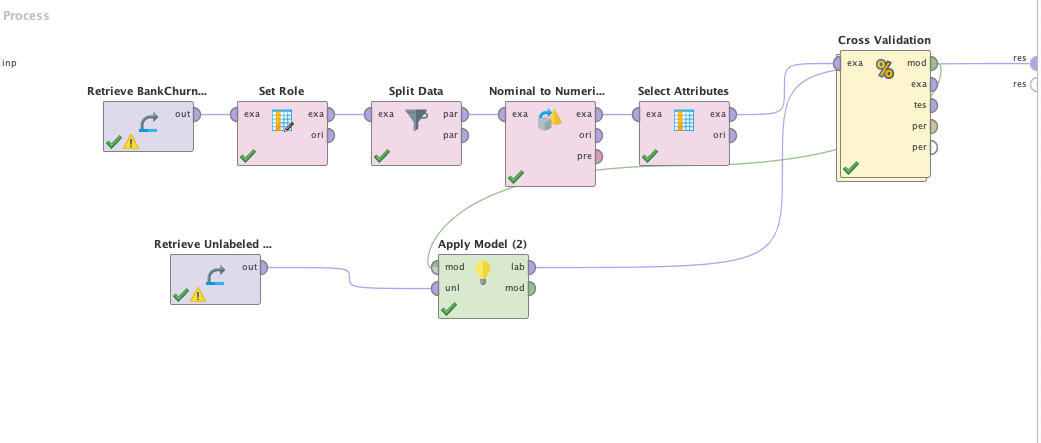 Process
Cross Validation
inp
exa
mod
res
exa
res
tes
per
per
Retrieve BankChurn...
Set Role
Split Data
Nominal to Numeri...
Select Attributes
out
exa
exa
exa
par
exa
exa
exa
exa
ori
par
ori
ori
pre
Retrieve Unlabeled ...
Apply Model (2)
out
mod
lab
unl
mod